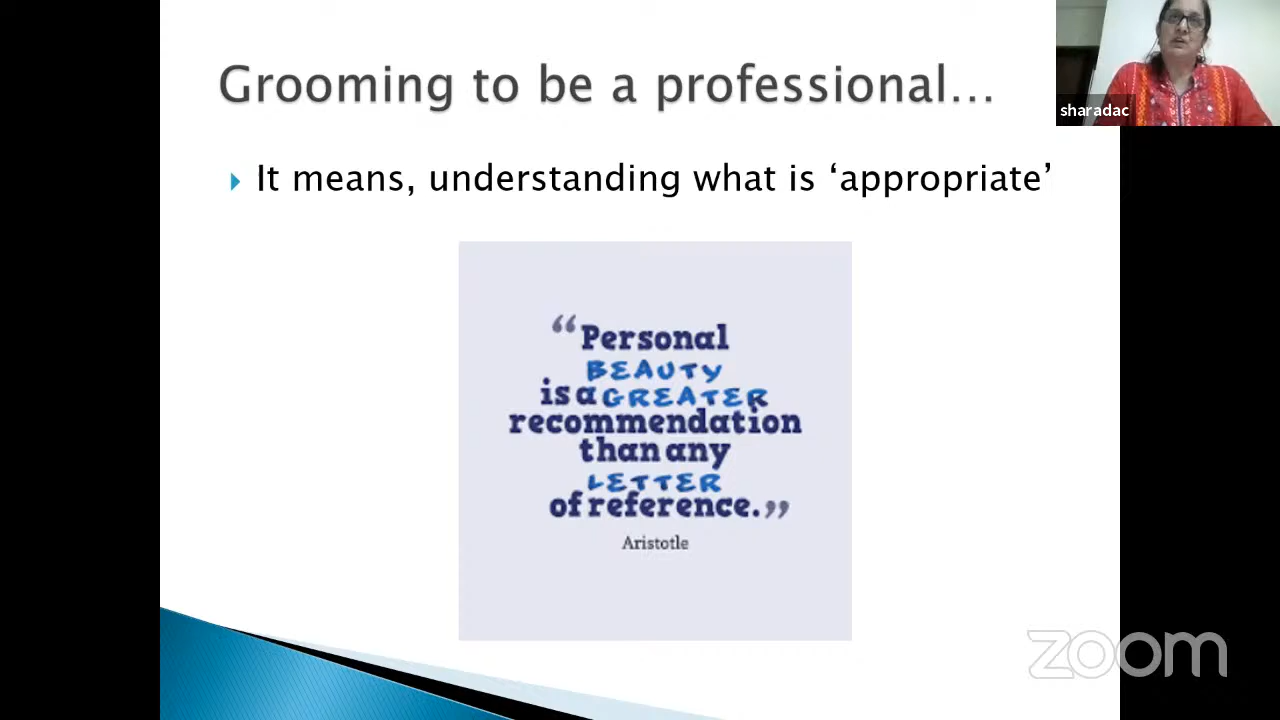 Grooming to be a professional...
sharadac
It means, understanding what is ‘appropriate’
“Personal
BEAUTY
is a GREATER
recommendation
than any
LETTER
of reference.”
Aristotle
zoom